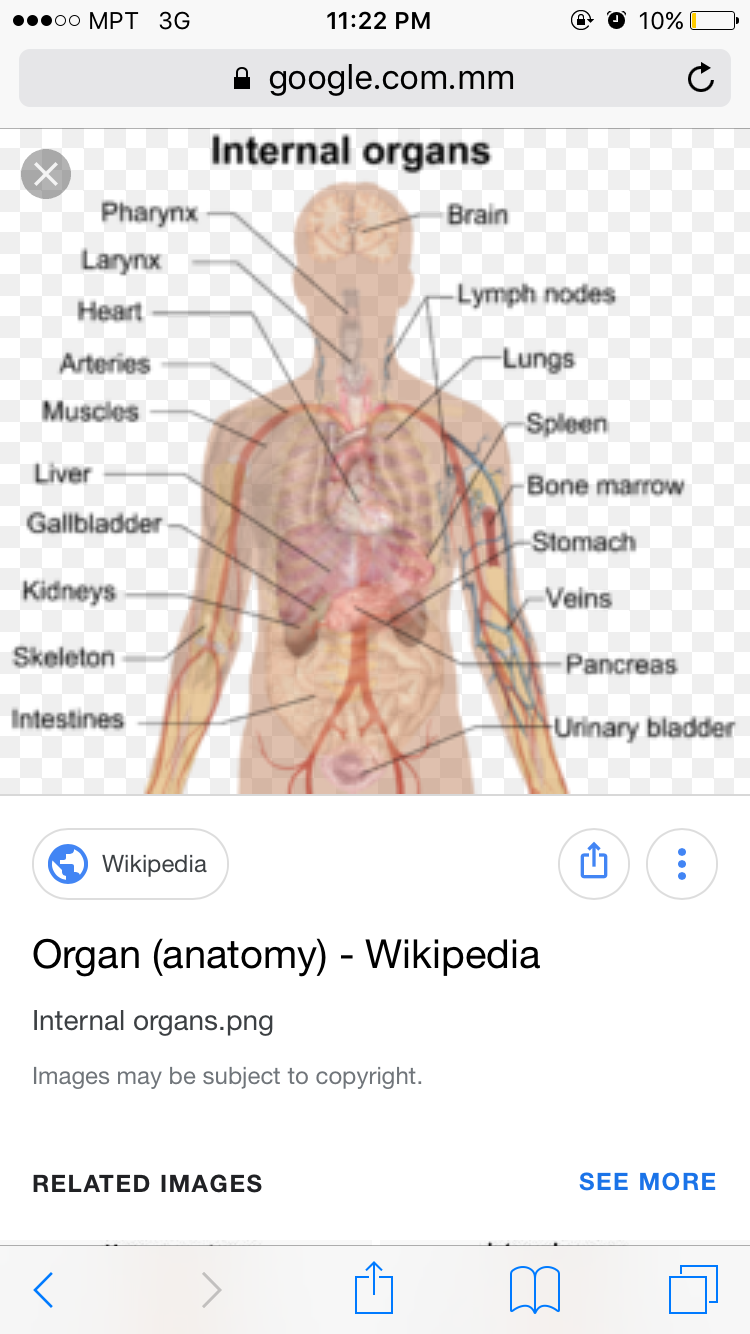 MPT 3G 11:22 PM 10%
google.com.mm
Internal organs
Pharynx
Brain
Larynx
Lymph nodes
Heart
Arteries
Lungs
Muscles
Spleen
Liver
Bone marrow
Gallbladder
Stomach
Kidneys
Veins
Skeleton
Pancreas
Intestines
Urinary bladder
Wikipedia
Organ (anatomy) - Wikipedia
Internal organs.png
Images may be subject to copyright.
RELATED IMAGES
SEE MORE